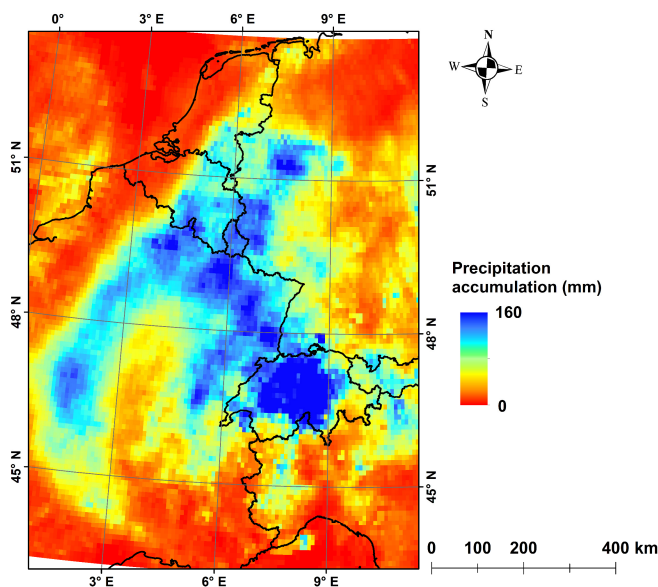 0° 3° E 6° E 9° E
N
W E
S
51° N
51° N
Precipitation
accumulation (mm)
160
0
48° N
48° N
45° N
45° N
3° E 6° E 9° E
0 100 200 400 km